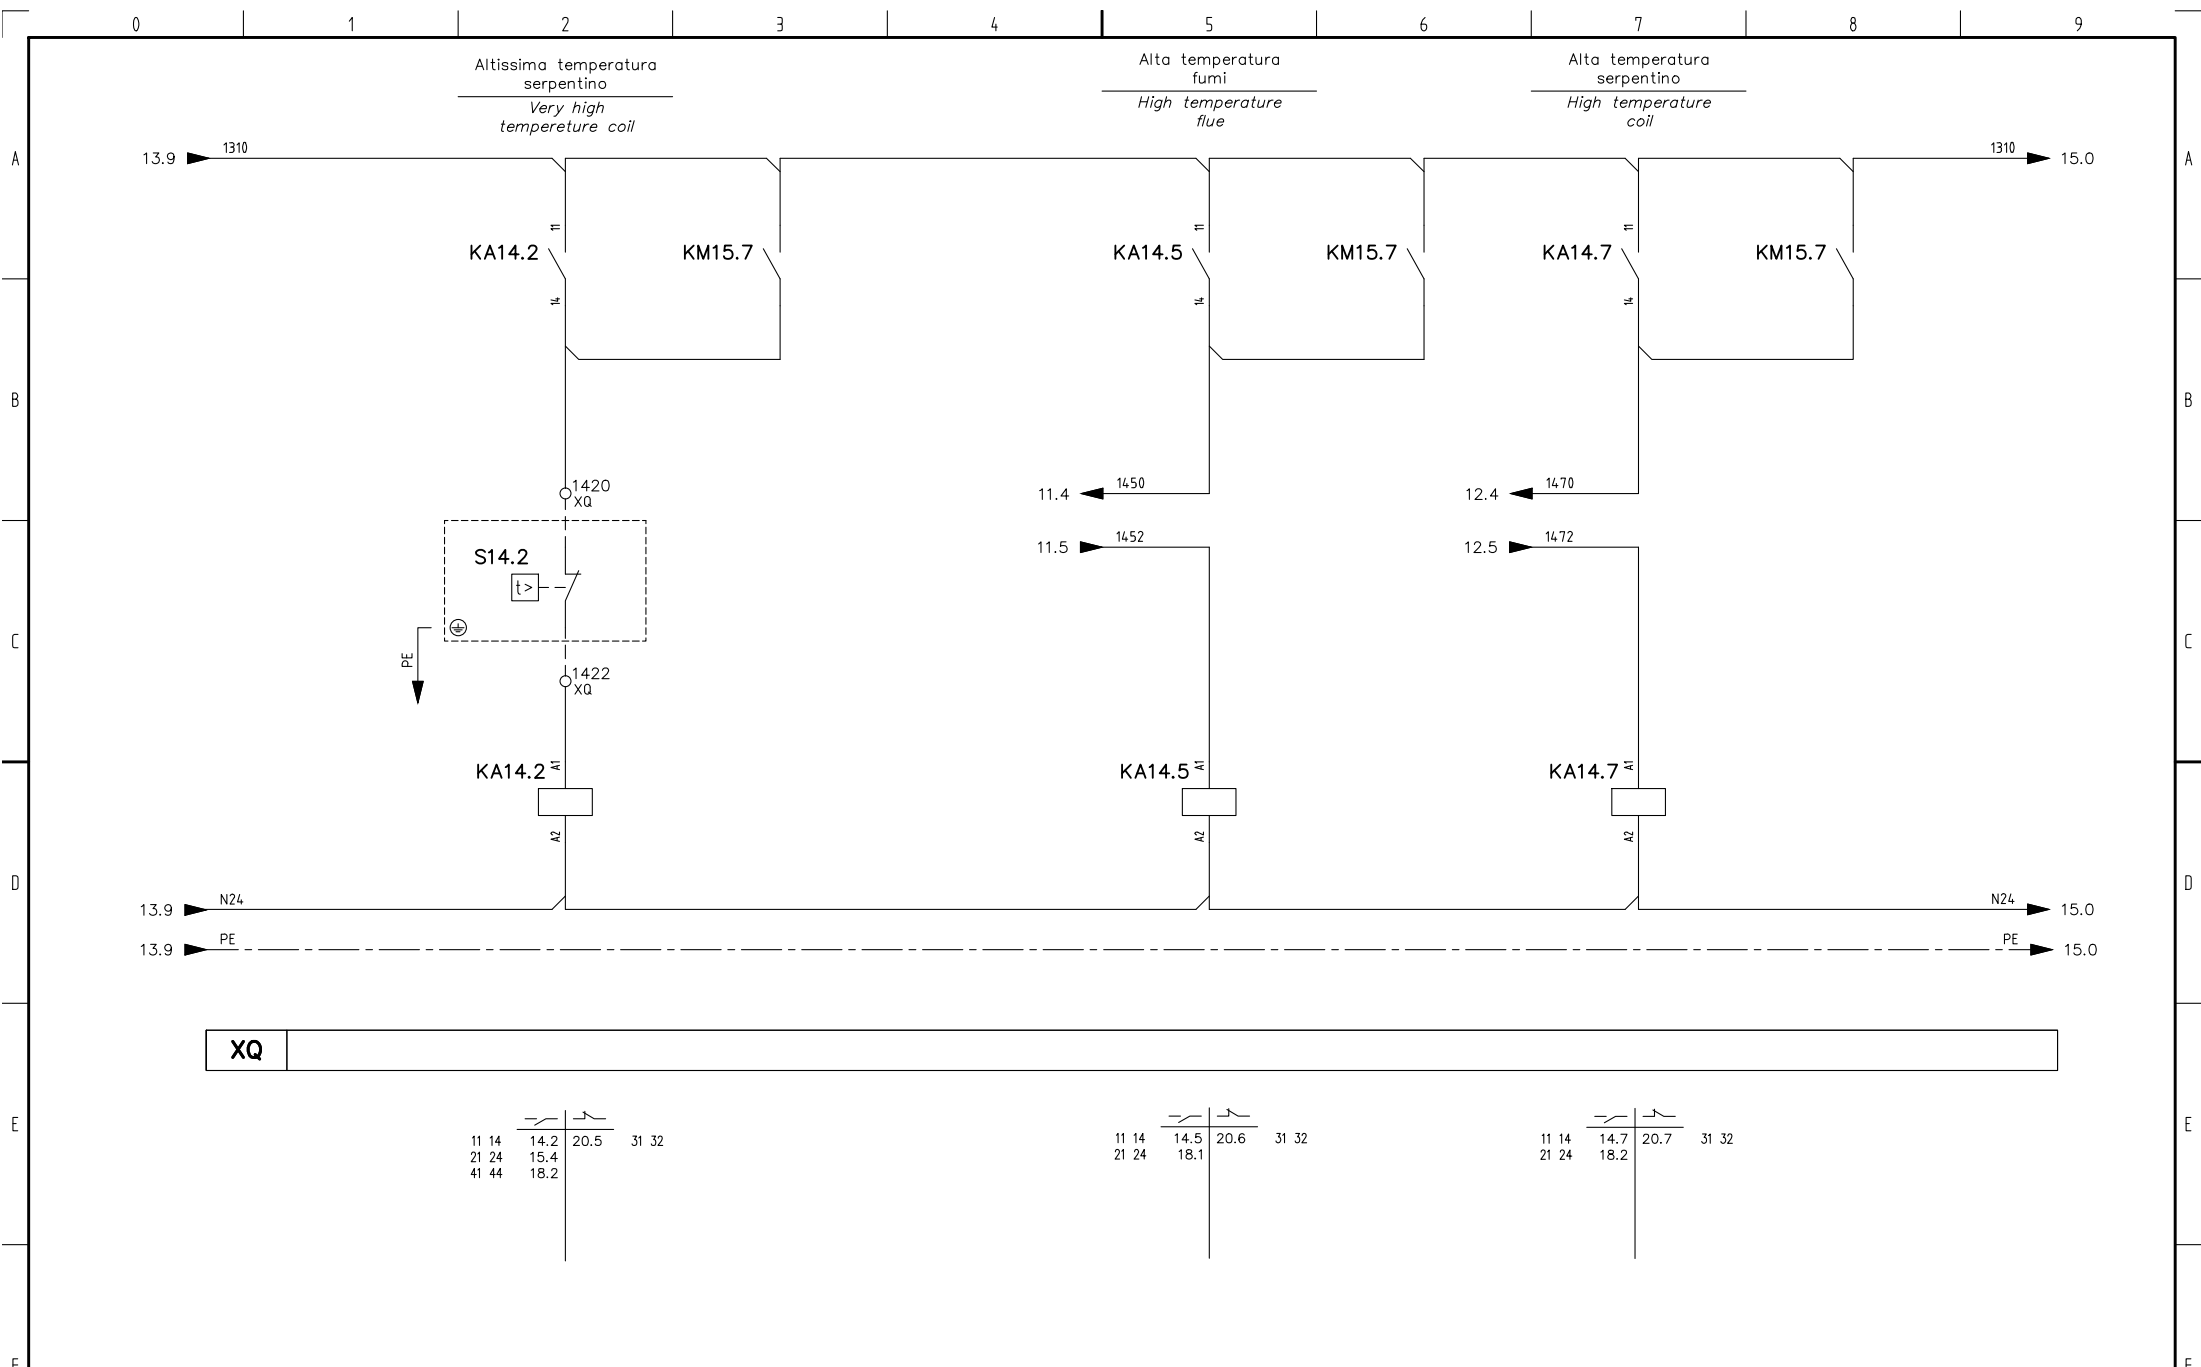 0 1 2 3 4 5 6 7 8 9
Altissima temperatura
serpentino
Very high
tempereture coil
Alta temperatura
fumi
High temperature
flue
Alta temperatura
serpentino
High temperature
coil
A 13.9 1310 1310 15.0 A
11 11 11
KA14.2 KM15.7 KA14.5 KM15.7 KA14.7 KM15.7
14 14 14
B B
1420
XQ
11.4 1450
12.4 1470
11.5 1452
12.5 1472
S14.2
t>
C C
PE
1422
XQ
KA14.2 A1
KA14.5 A1
KA14.7 A1
A2 A2 A2
D D
13.9 N24 N24 15.0
13.9 PE PE 15.0
XQ
E E
11 14 14.2 20.5 31 32
21 24 15.4
41 44 18.2
11 14 14.5 20.6 31 32
21 24 18.1
11 14 14.7 20.7 31 32
21 24 18.2